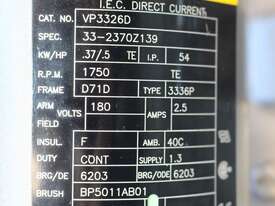 I.E.C. DIRECT CURRENT
CAT. NO. VP3326D
SPEC. 33-2370Z139
KW/HP .37/.5 TE I.P. 54
R.P.M. 1750 TE
FRAME D71D TYPE 3336P
ARM VOLTS 180 AMPS 2.5
FIELD
INSUL. F AMB. 40C
DUTY CONT SUPPLY 1.3
BRG/DE 6203 BRG/ODE 6203
BRUSH BP5011AB01